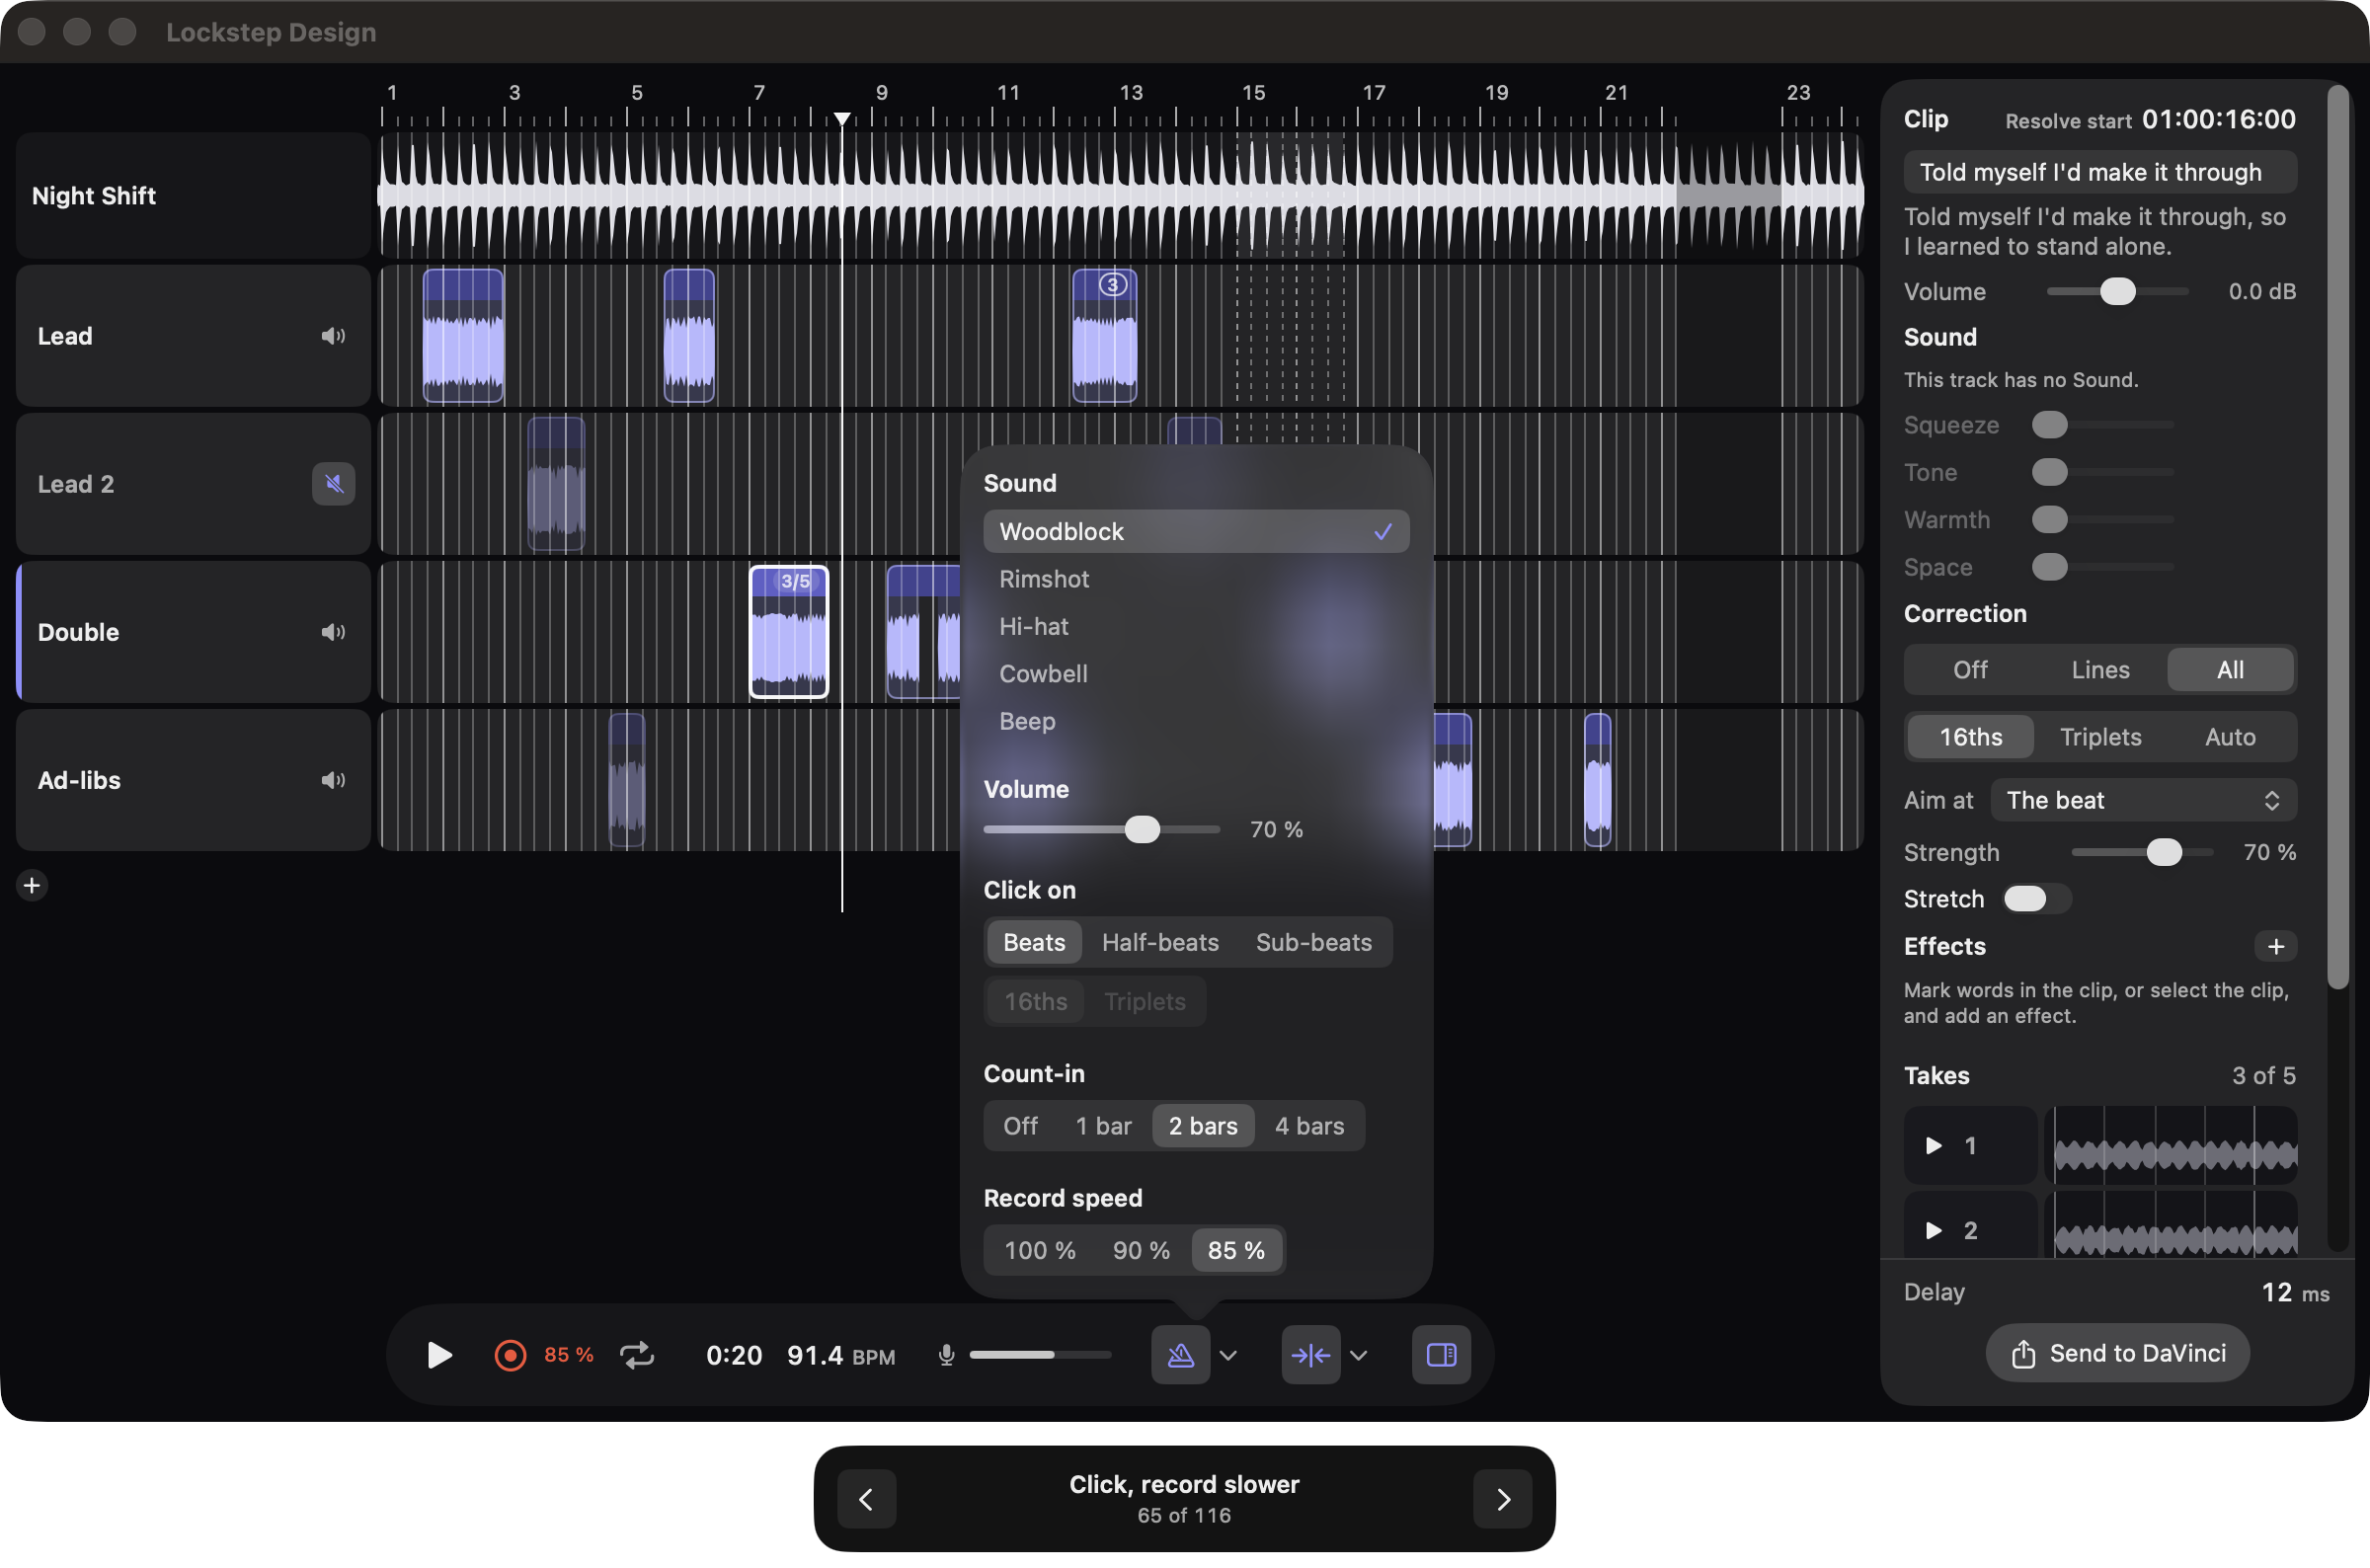 Lockstep Design
1 3 5 7 9 11 13 15 17 19 21 23
Night Shift
Lead
3
Lead 2
Double
3/5
Ad-libs
Sound
Woodblock
Rimshot
Hi-hat
Cowbell
Beep
Volume
70 %
Click on
Beats Half-beats Sub-beats
16ths Triplets
Count-in
Off 1 bar 2 bars 4 bars
Record speed
100 % 90 % 85 %
85 % 0:20 91.4 BPM
Clip Resolve start 01:00:16:00
Told myself I'd make it through
Told myself I'd make it through, so
I learned to stand alone.
Volume 0.0 dB
Sound
This track has no Sound.
Squeeze
Tone
Warmth
Space
Correction
Off Lines All
16ths Triplets Auto
Aim at The beat
Strength 70 %
Stretch
Effects
Mark words in the clip, or select the clip,
and add an effect.
Takes 3 of 5
1
2
Delay 12 ms
Send to DaVinci
Click, record slower
65 of 116